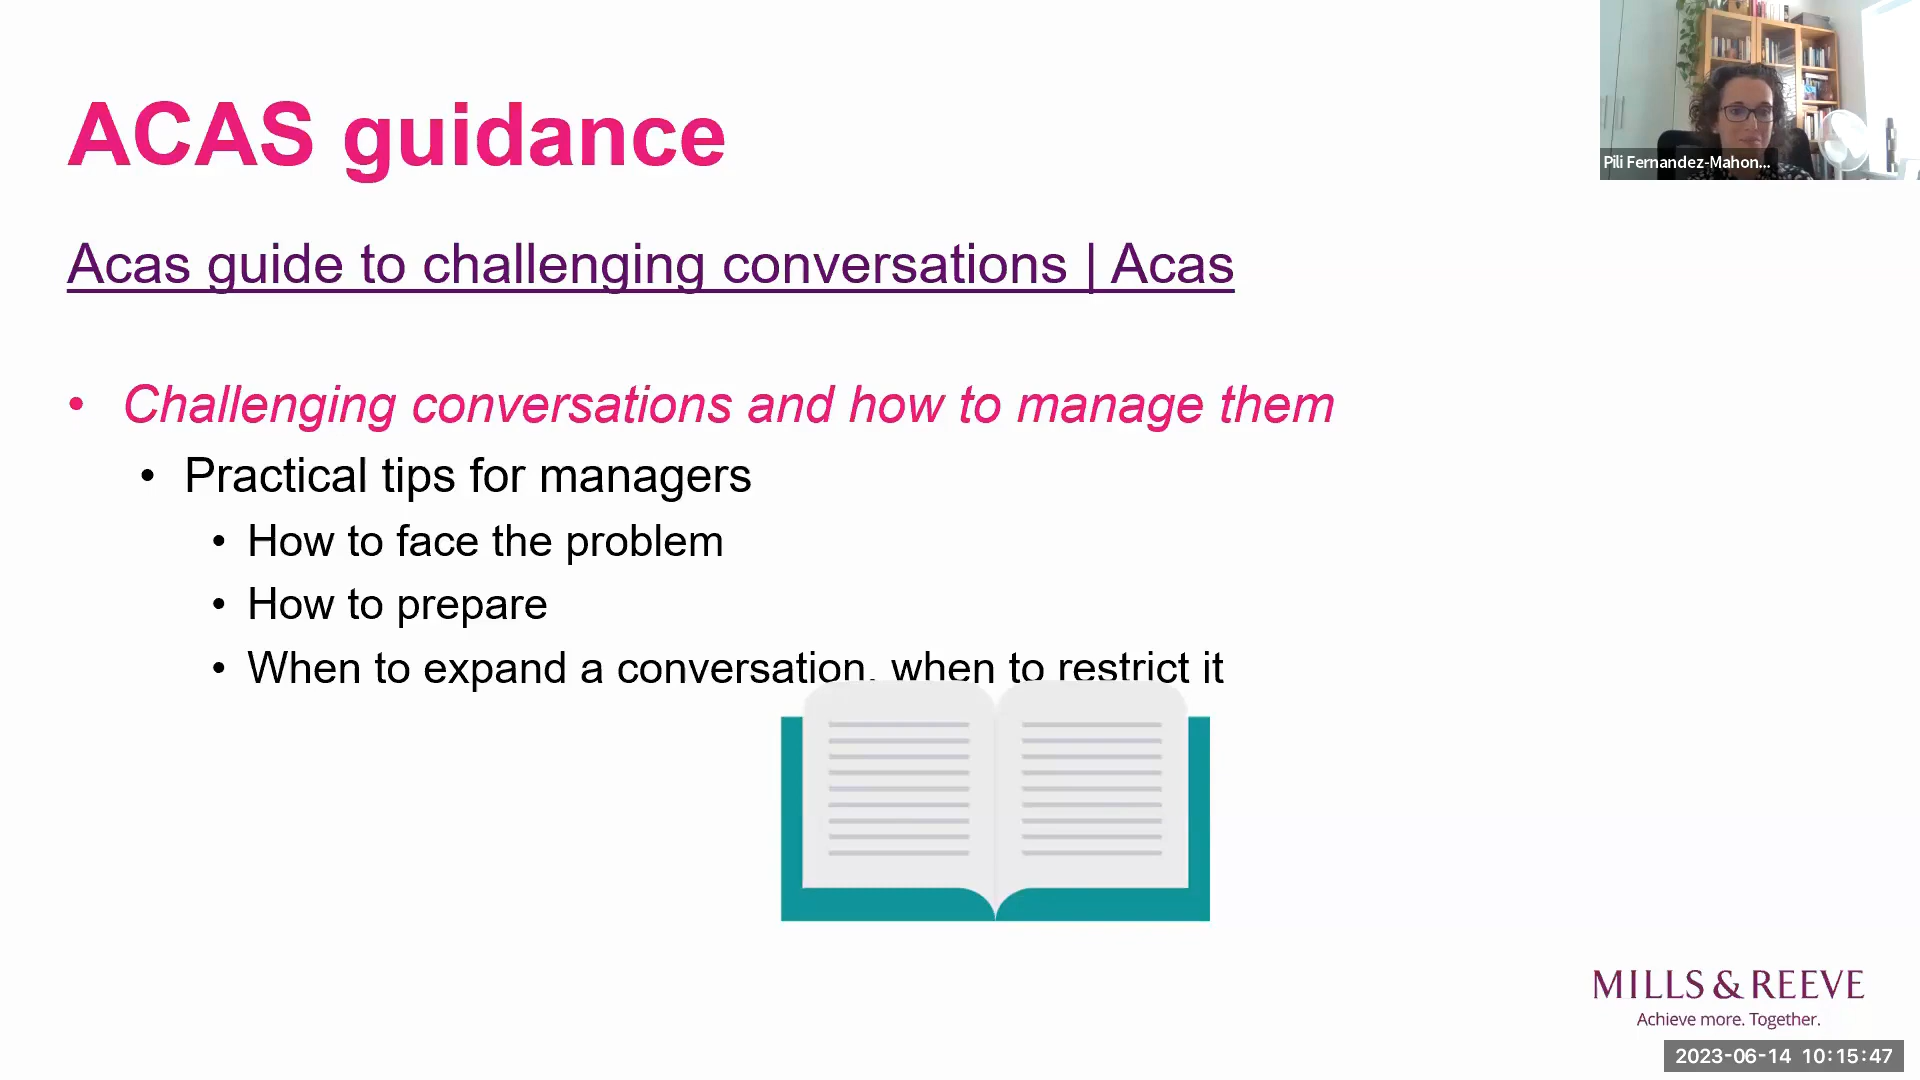 ACAS guidance
Pili Fernandez-Mahon...
Acas guide to challenging conversations | Acas
• Challenging conversations and how to manage them
• Practical tips for managers
• How to face the problem
• How to prepare
• When to expand a conversation, when to restrict it
MILLS & REEVE
Achieve more. Together.
2023-06-14 10:15:47